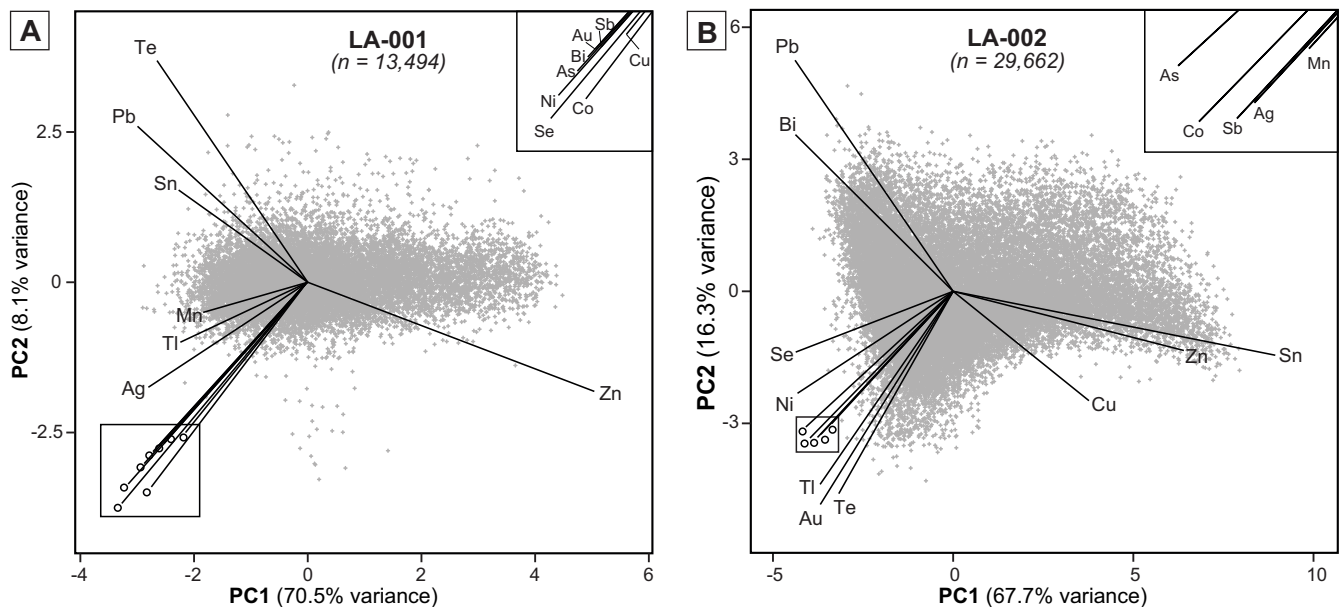 A
LA-001
(n = 13,494)
Te
Pb
Sn
Mn
Tl
Ag
Zn
Sb
Au
Bi
As
Cu
Ni
Co
Se
2.5
0
-2.5
PC2 (8.1% variance)
-4
-2
0
2
4
6
PC1 (70.5% variance)
B
LA-002
(n = 29,662)
Pb
Bi
Se
Ni
Tl
Au
Te
Cu
Zn
Sn
As
Mn
Co
Sb
Ag
6
3
0
-3
PC2 (16.3% variance)
-5
0
5
10
PC1 (67.7% variance)